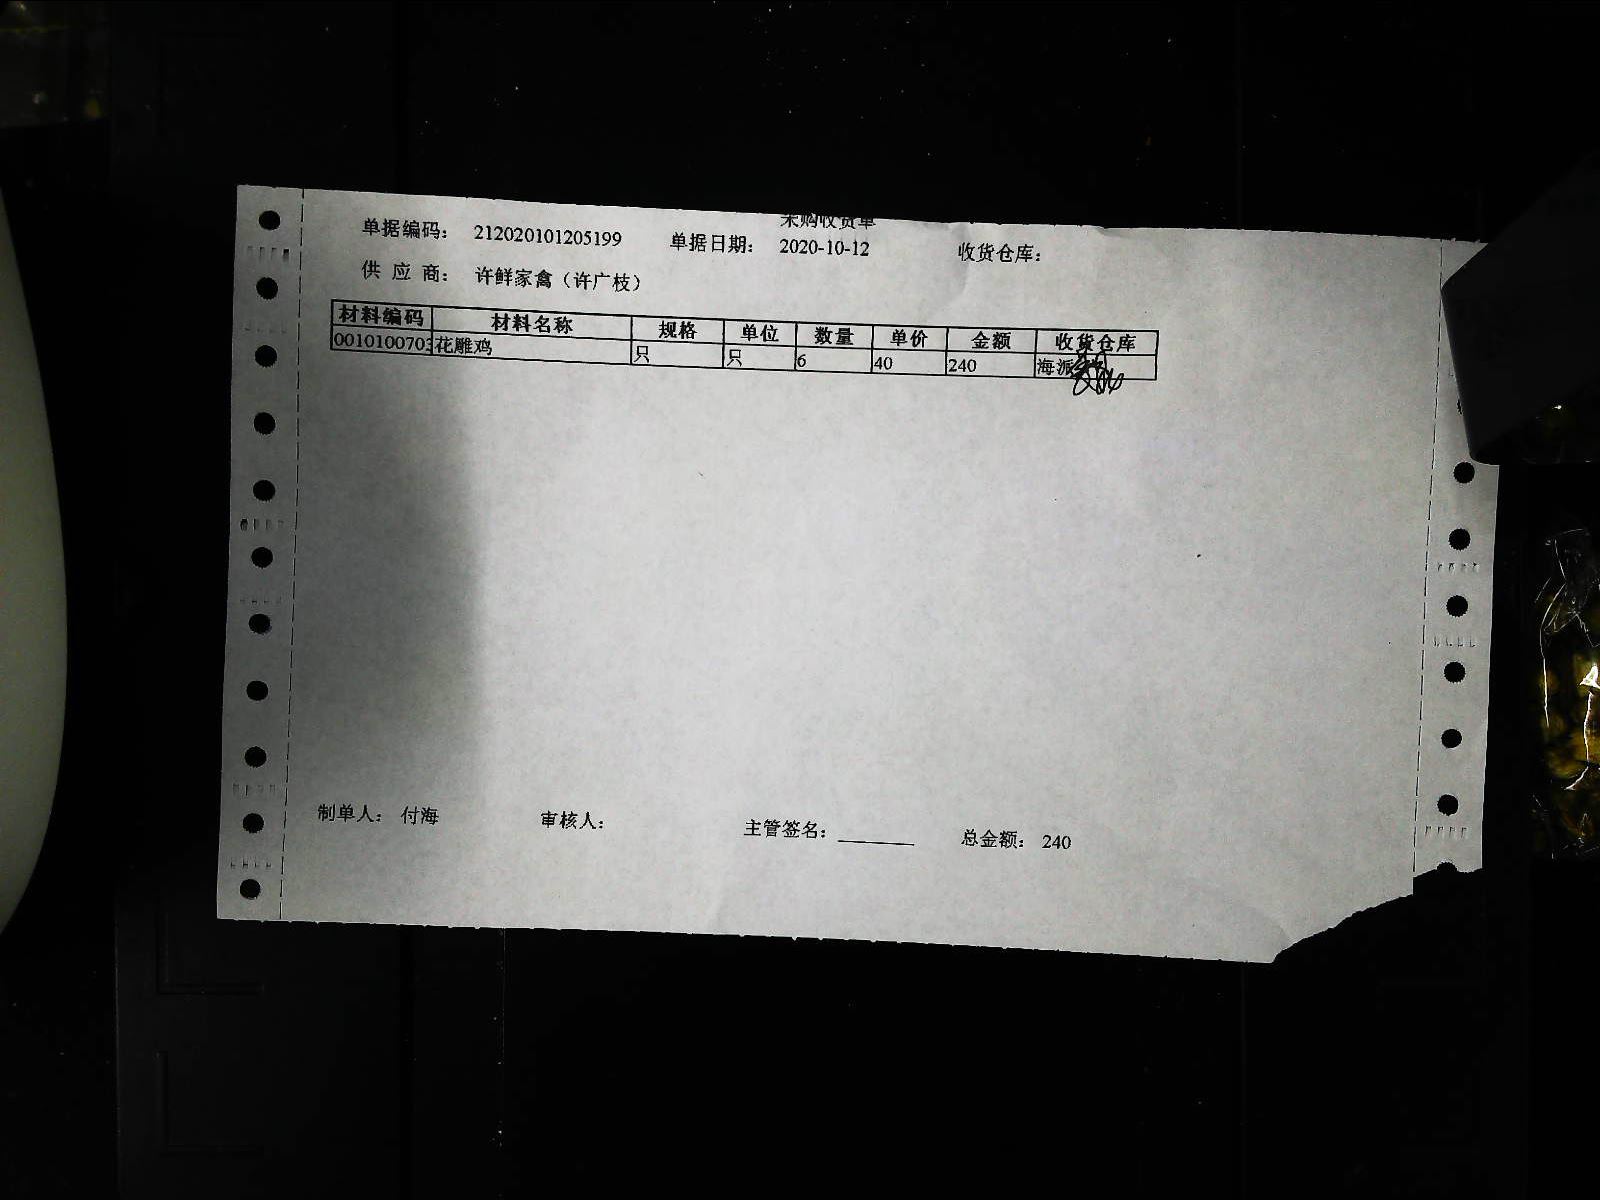 采购收货单
单据编码： 212020101205199 单据日期： 2020-10-12 收货仓库：
供 应 商： 许鲜家禽（许广枝）
材料编码 材料名称 规格 单位 数量 单价 金额 收货仓库
0010100703 花雕鸡 只 只 6 40 240 海派
制单人： 付海 审核人： 主管签名： 总金额： 240